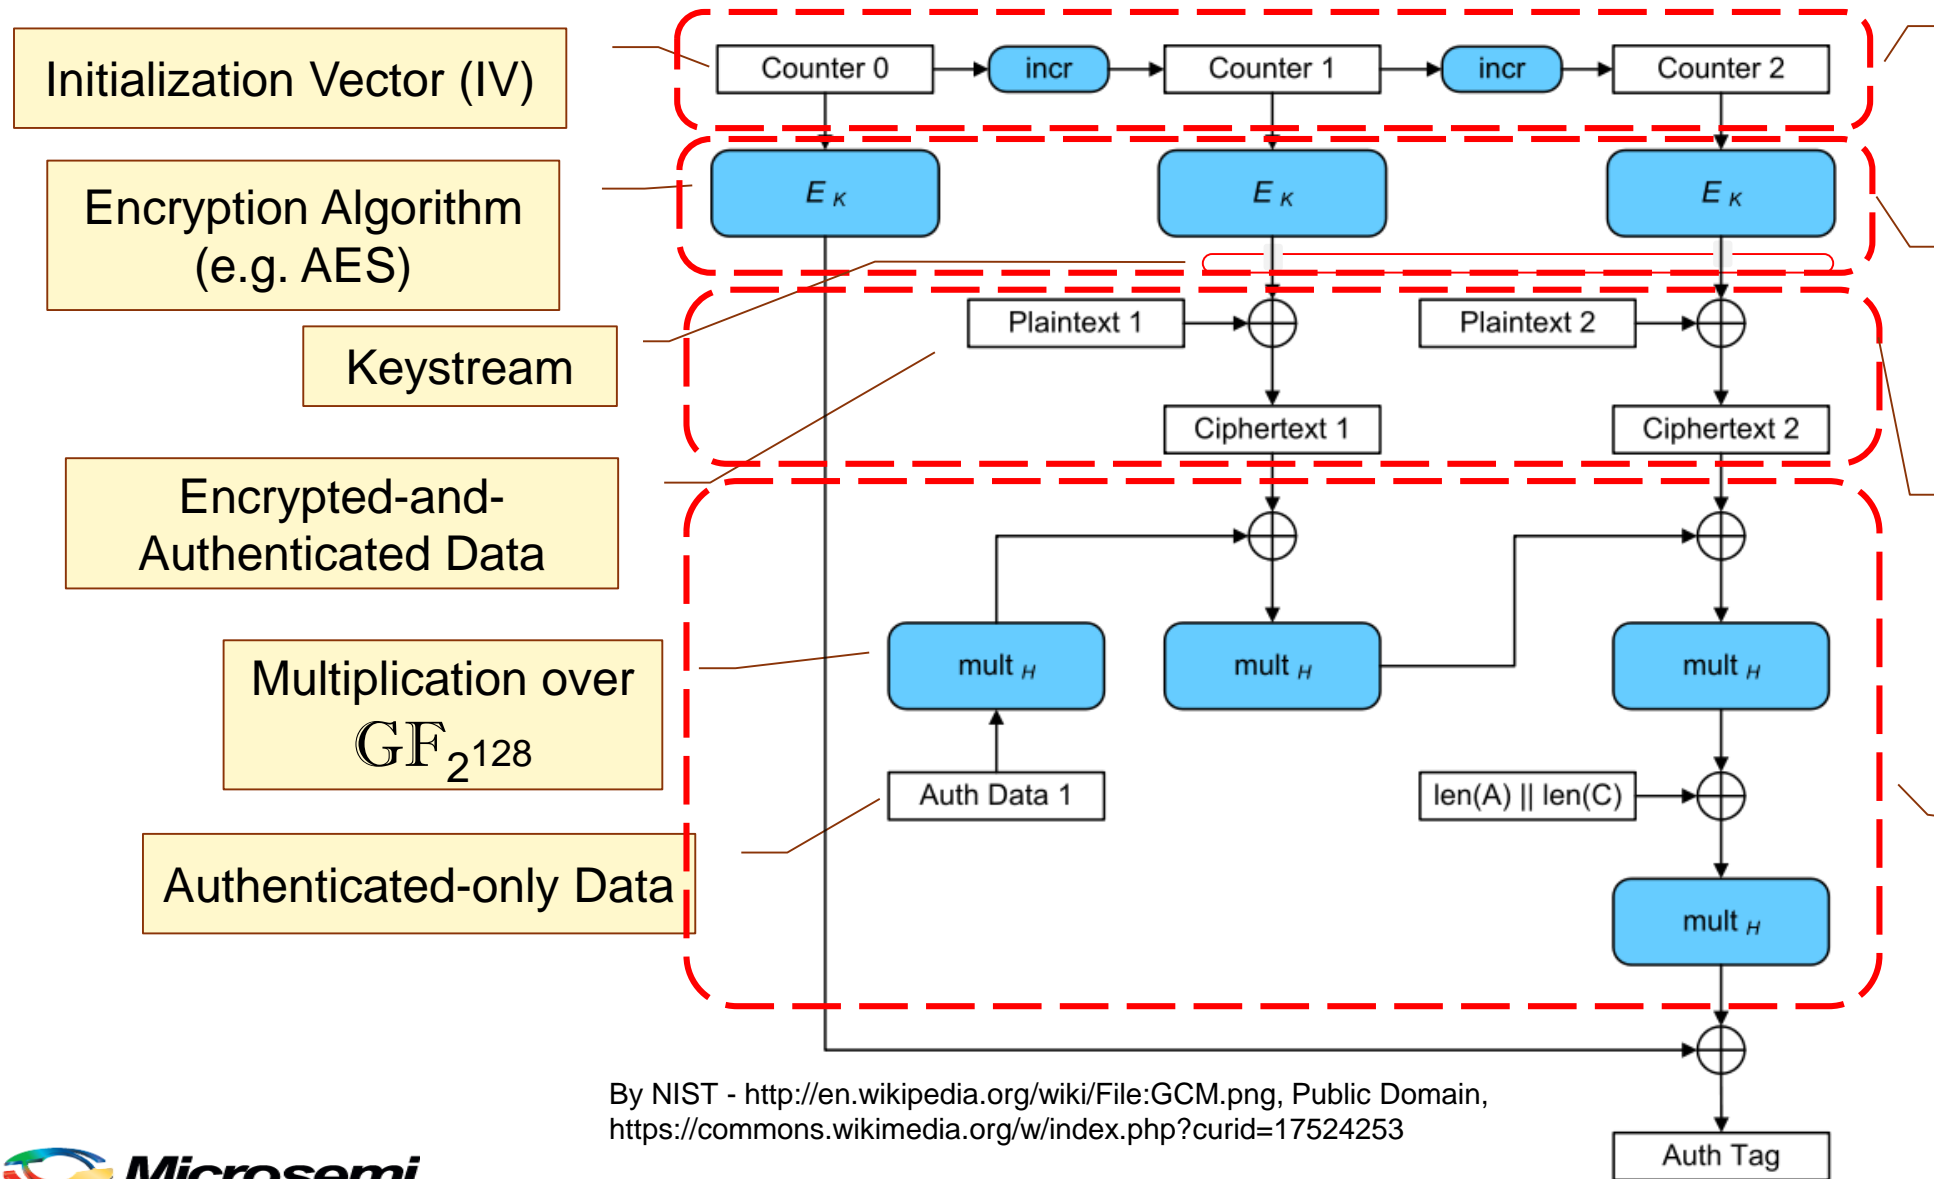 Initialization Vector (IV)
Counter 0
incr
Counter 1
incr
Counter 2
Encryption Algorithm
(e.g. AES)
E K
E K
E K
Keystream
Plaintext 1
Plaintext 2
Ciphertext 1
Ciphertext 2
Encrypted-and-
Authenticated Data
Multiplication over
𝔾𝔽2128
mult H
mult H
mult H
Auth Data 1
len(A) || len(C)
Authenticated-only Data
mult H
By NIST - http://en.wikipedia.org/wiki/File:GCM.png, Public Domain,
https://commons.wikimedia.org/w/index.php?curid=17524253
Auth Tag
Microsemi